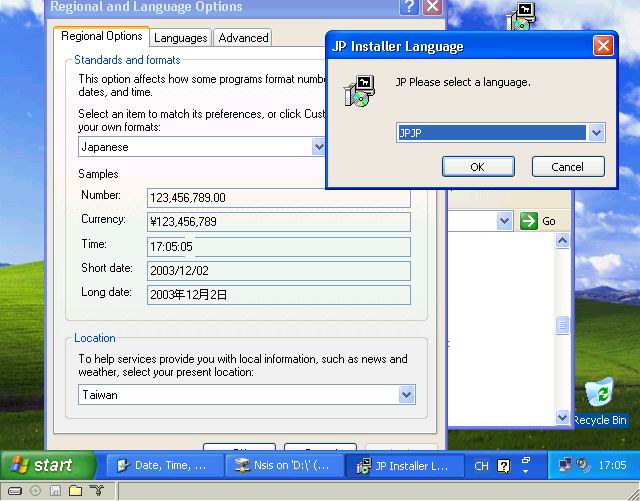 Regional and Language Options
Regional Options
Languages
Advanced
Standards and formats
This option affects how some programs format numbe
dates, and time.
Select an item to match its preferences, or click Cust
your own formats:
Japanese
Samples
Number:
123,456,789.00
Currency:
¥123,456,789
Time:
17:05:05
Short date:
2003/12/02
Long date:
2003年12月2日
Location
To help services provide you with local information, such as news and
weather, select your present location:
Taiwan
JP Installer Language
JP Please select a language.
JPJP
OK
Cancel
Go
Recycle Bin
start
Date, Time, ...
Nsis on 'D:\' (...
JP Installer L...
CH
17:05